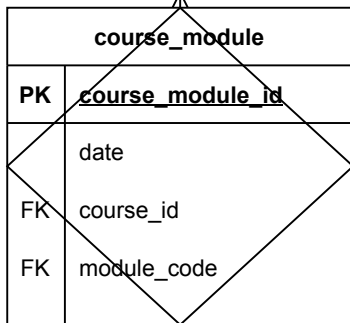 course_module
PK course_module_id
date
FK course_id
FK module_code